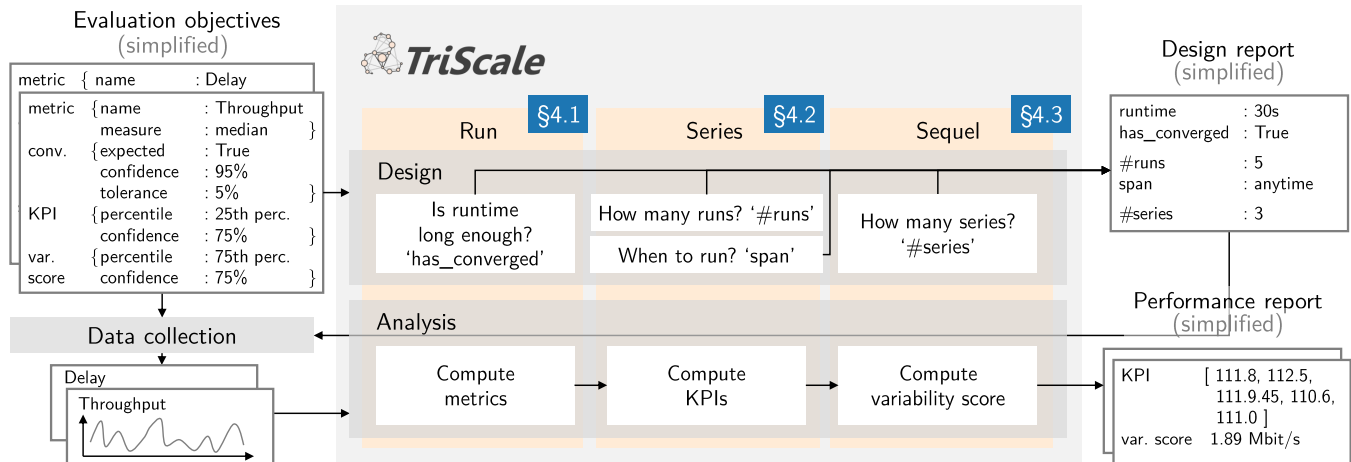 Evaluation objectives
(simplified)
metric { name : Delay
metric { name : Throughput
measure : median }
conv. { expected : True
confidence : 95%
tolerance : 5% }
KPI { percentile : 25th perc.
confidence : 75% }
var. { percentile : 75th perc.
score confidence : 75% }
Data collection
Delay
Throughput
TriScale
§4.1
§4.2
§4.3
Run
Series
Sequel
Design
Is runtime
long enough?
‘has_converged’
How many runs? ‘#runs’
When to run? ‘span’
How many series?
‘#series’
Analysis
Compute
metrics
Compute
KPIs
Compute
variability score
Design report
(simplified)
runtime : 30s
has_converged : True
#runs : 5
span : anytime
#series : 3
Performance report
(simplified)
KPI [ 111.8, 112.5,
111.9.45, 110.6,
111.0 ]
var. score 1.89 Mbit/s